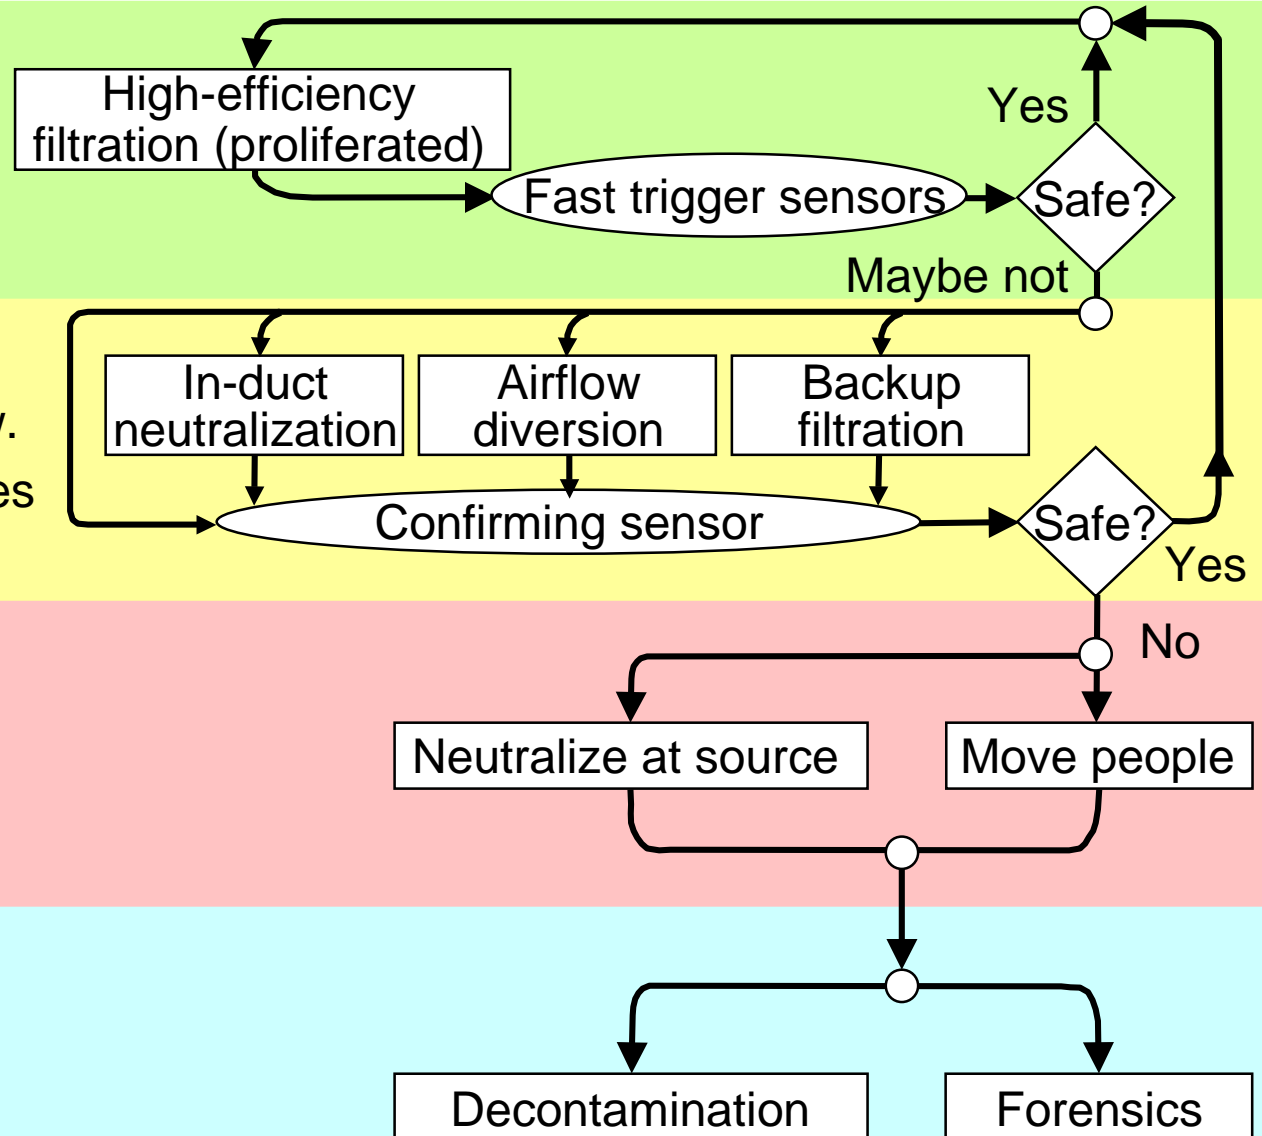 High-efficiency
filtration (proliferated)
Yes
Fast trigger sensors
Safe?
Maybe not
In-duct
neutralization
Airflow
diversion
Backup
filtration
es
Confirming sensor
Safe?
Yes
No
Neutralize at source
Move people
Decontamination
Forensics